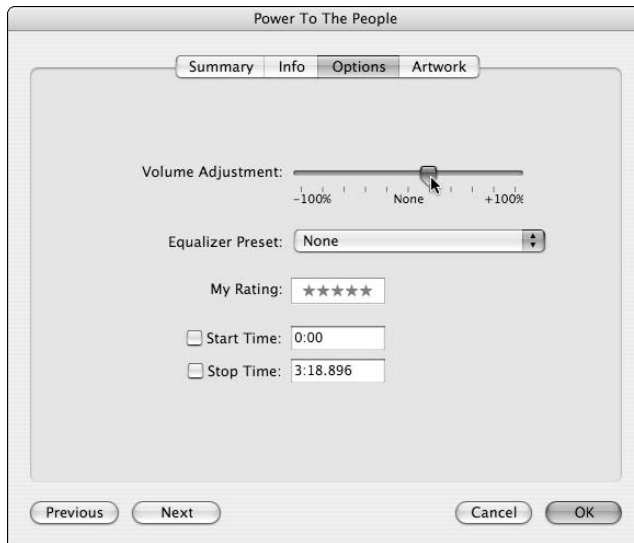 Power To The People
Summary Info Options Artwork
Volume Adjustment:
-100% None +100%
Equalizer Preset: None
My Rating: ★★★★★
Start Time: 0:00
Stop Time: 3:18.896
Previous Next Cancel OK